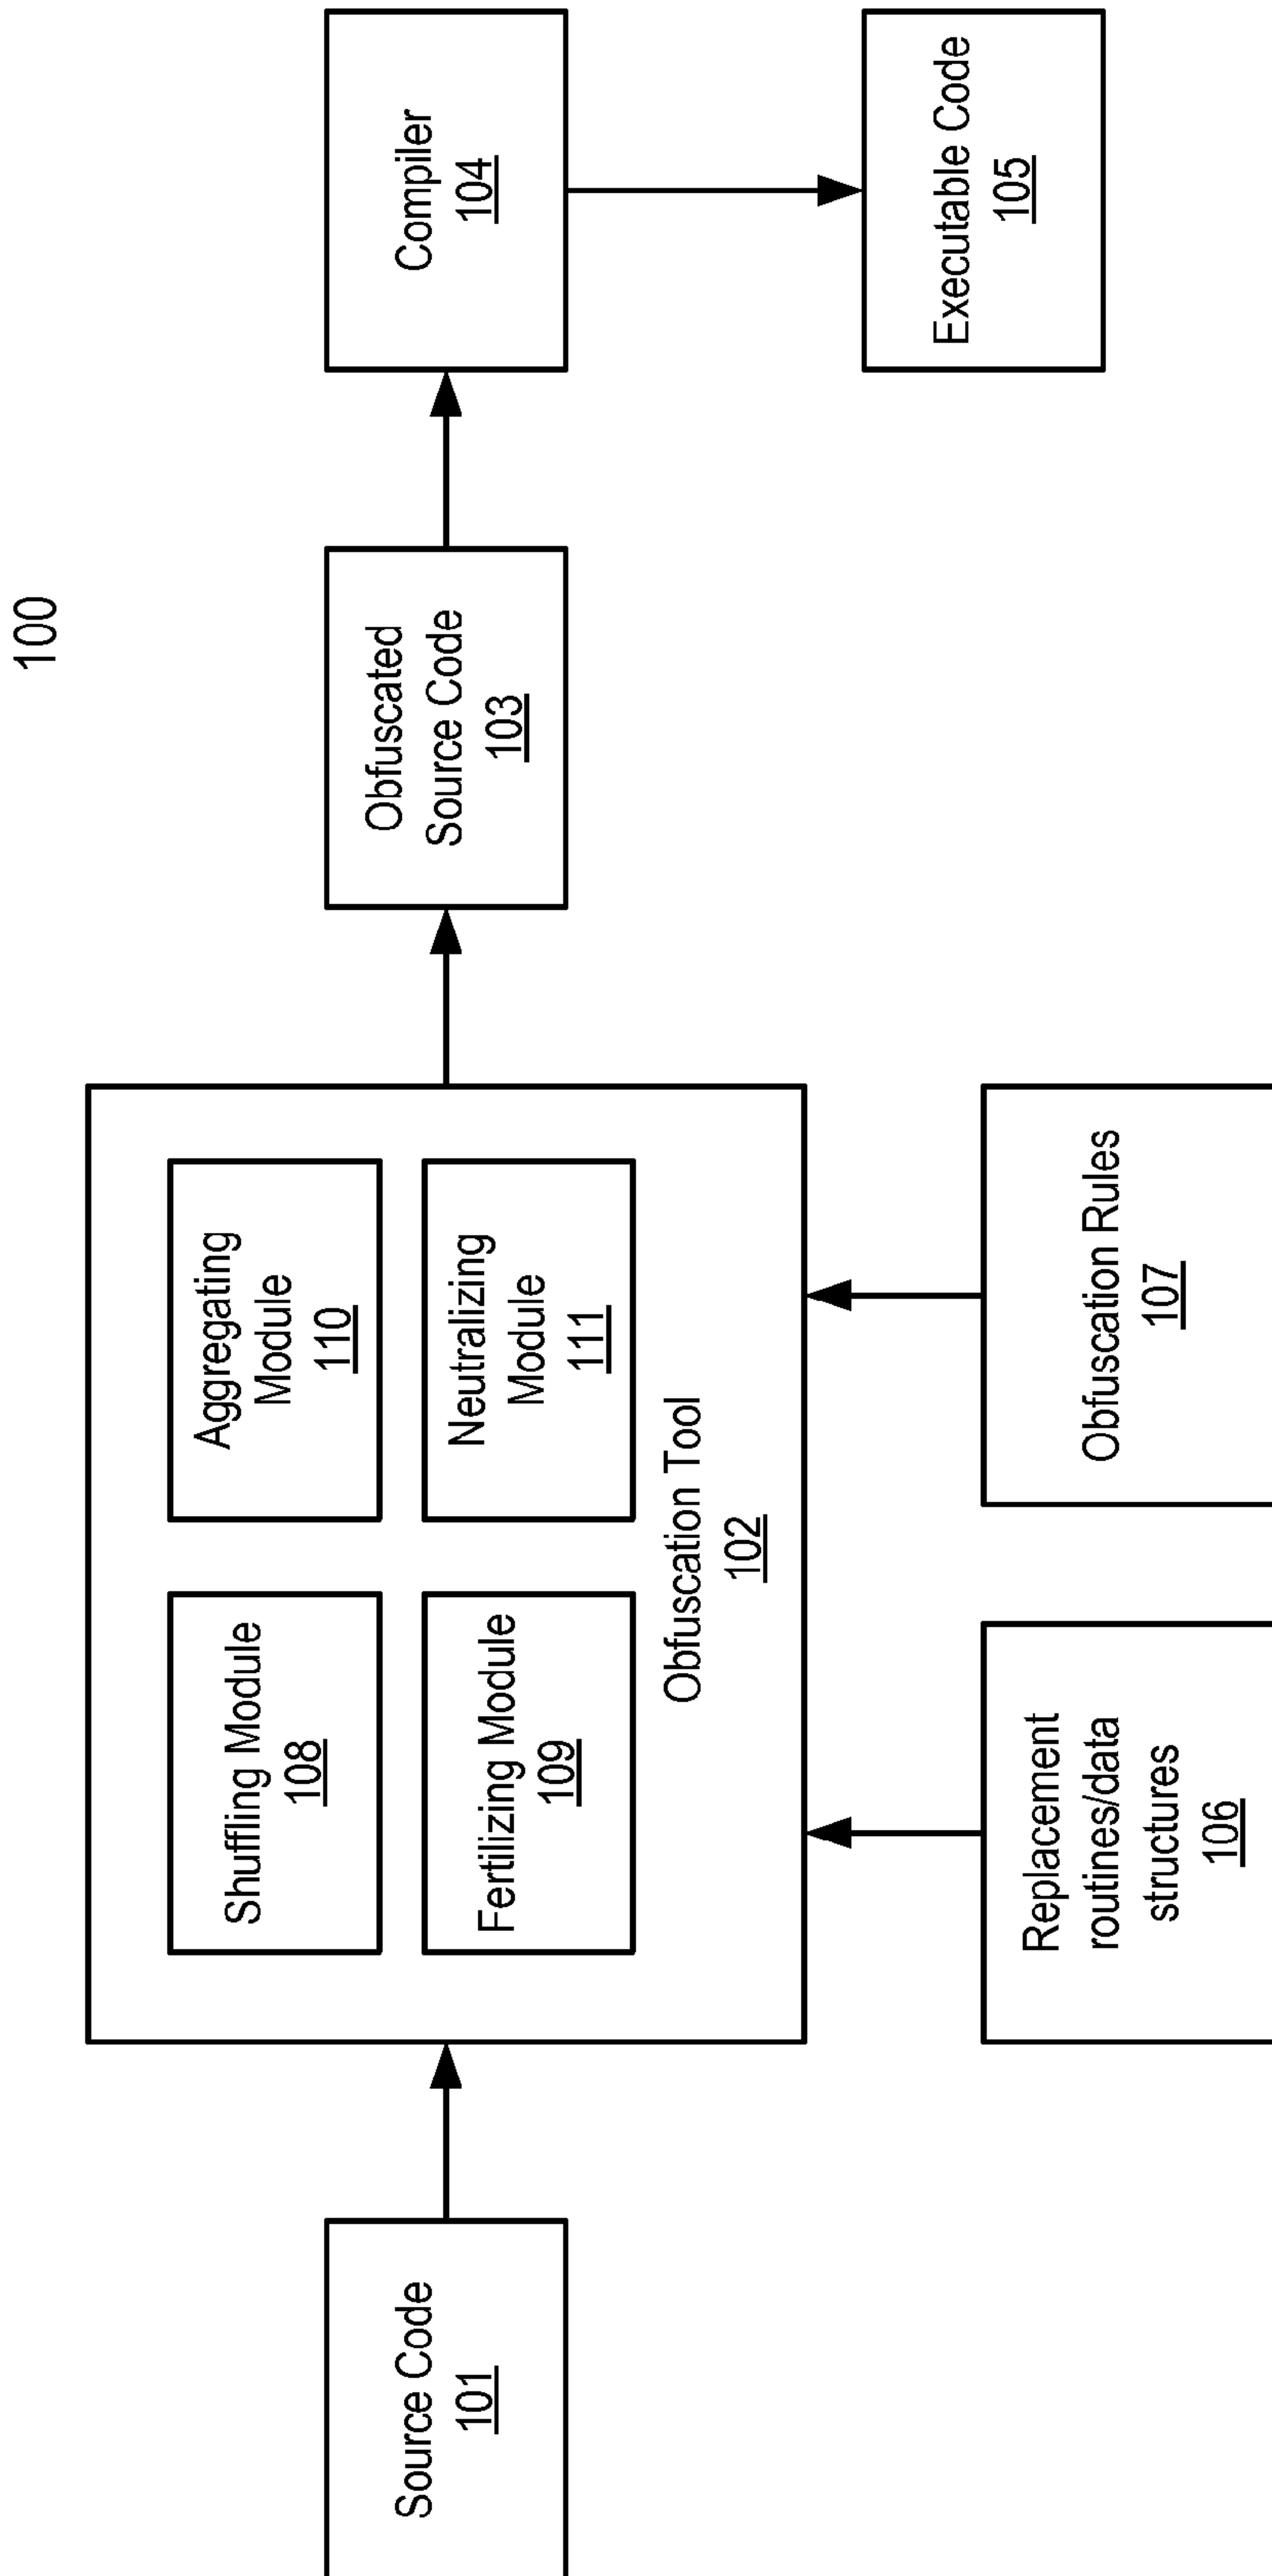 100
Source Code
101
Shuffling Module
108
Aggregating
Module
110
Fertilizing Module
109
Neutralizing
Module
111
Obfuscation Tool
102
Obfuscated
Source Code
103
Compiler
104
Replacement
routines/data
structures
106
Obfuscation Rules
107
Executable Code
105